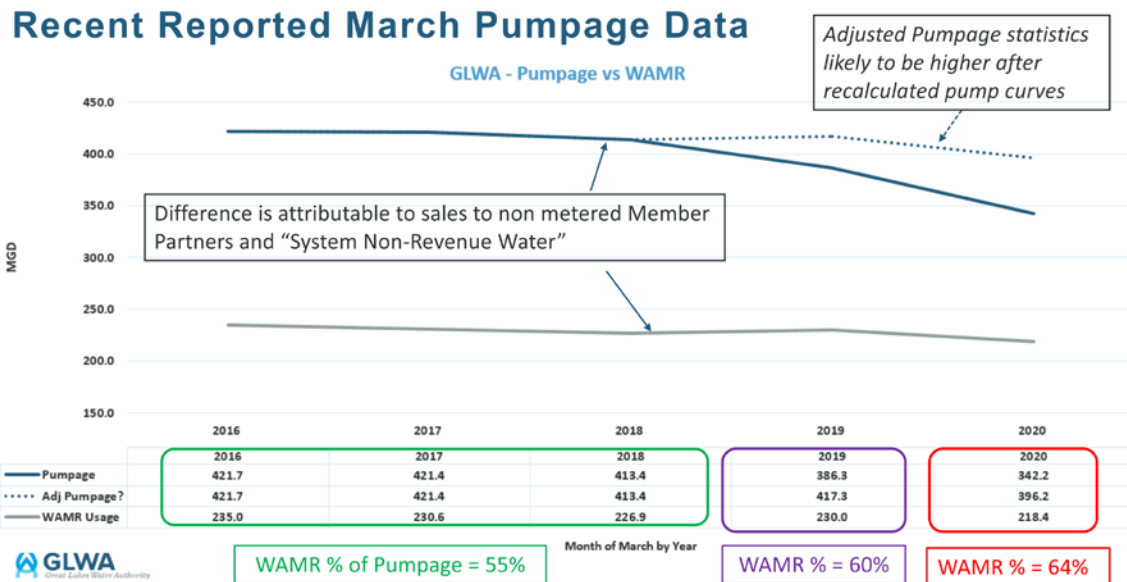 Recent Reported March Pumpage Data
Adjusted Pumpage statistics
likely to be higher after
recalculated pump curves
GLWA - Pumpage vs WAMR
450.0
400.0
350.0
300.0
250.0
200.0
150.0
MGD
Difference is attributable to sales to non metered Member
Partners and “System Non-Revenue Water”
2016 2017 2018 2019 2020
2016 2017 2018 2019 2020
Pumpage 421.7 421.4 413.4 386.3 342.2
Adj Pumpage? 421.7 421.4 413.4 417.3 396.2
WAMR Usage 235.0 230.6 226.9 230.0 218.4
Month of March by Year
GLWA
Great Lakes Water Authority
WAMR % of Pumpage = 55%
WAMR % = 60%
WAMR % = 64%